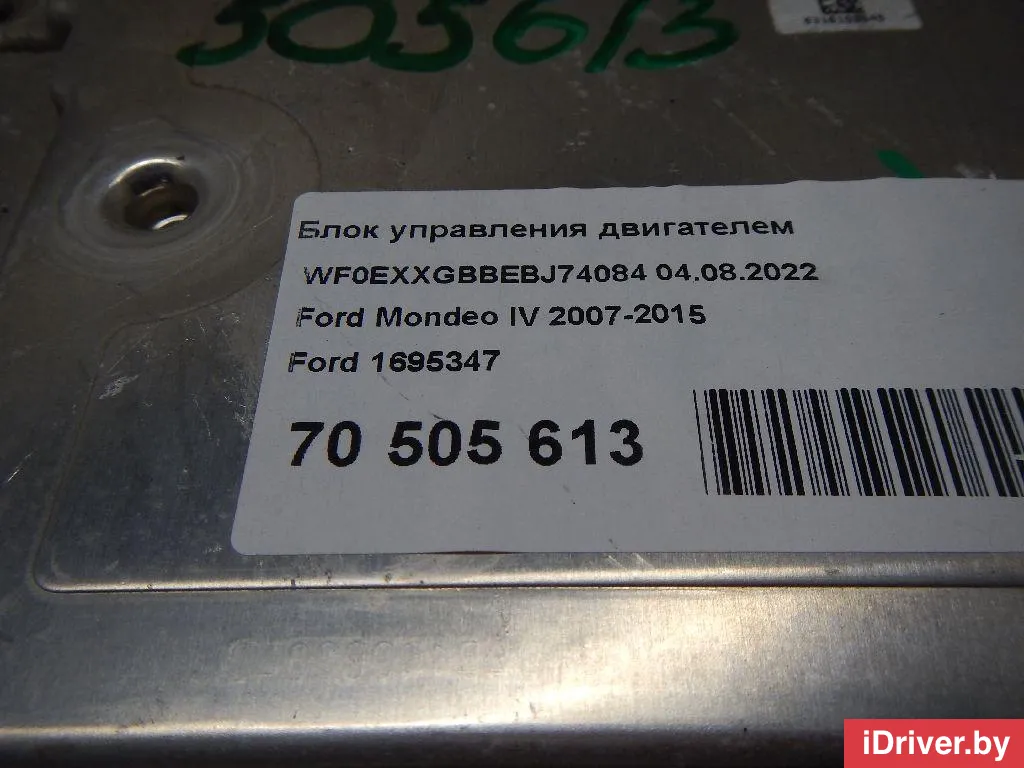 505613
Блок управления двигателем
WF0EXXGBBEBJ74084 04.08.2022
Ford Mondeo IV 2007-2015
Ford 1695347
70 505 613
iDriver.by